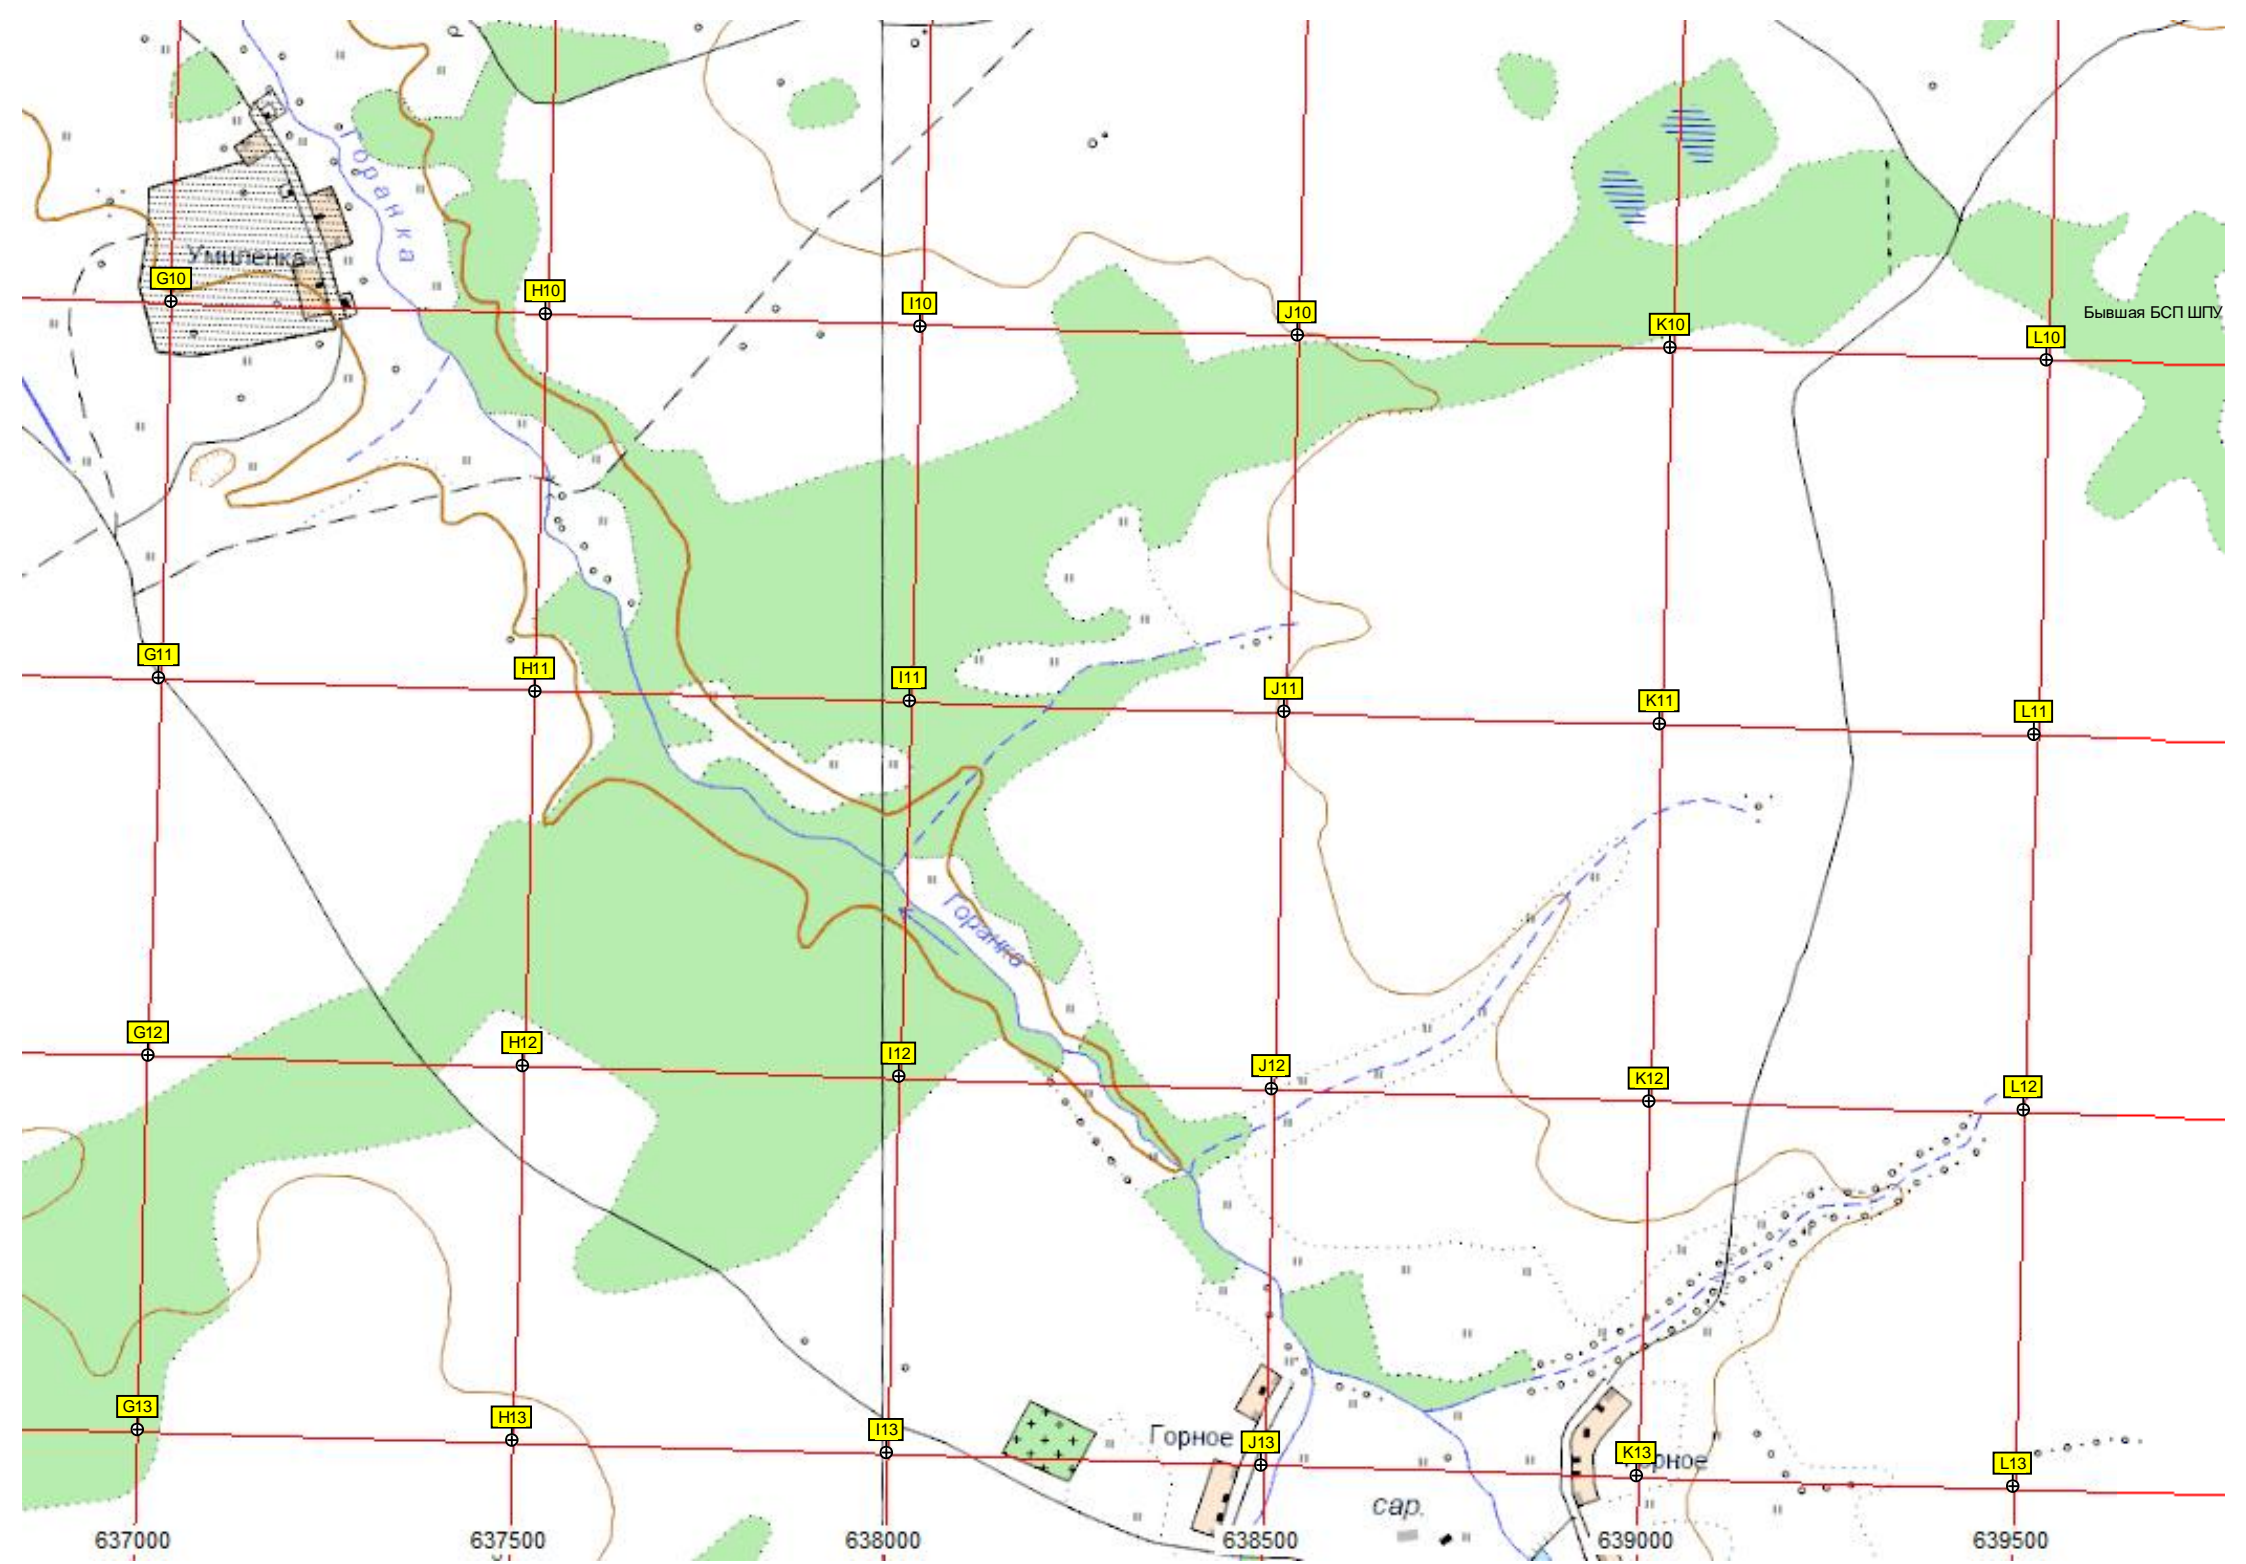 Горанка
Умиленка
G10
H10
I10
J10
K10
L10
Бывшая БСП ШПУ
G11
H11
I11
J11
K11
L11
Горанка
G12
H12
I12
J12
K12
L12
G13
H13
I13
Горное
J13
K13
L13
сар.
637000
637500
638000
638500
639000
639500